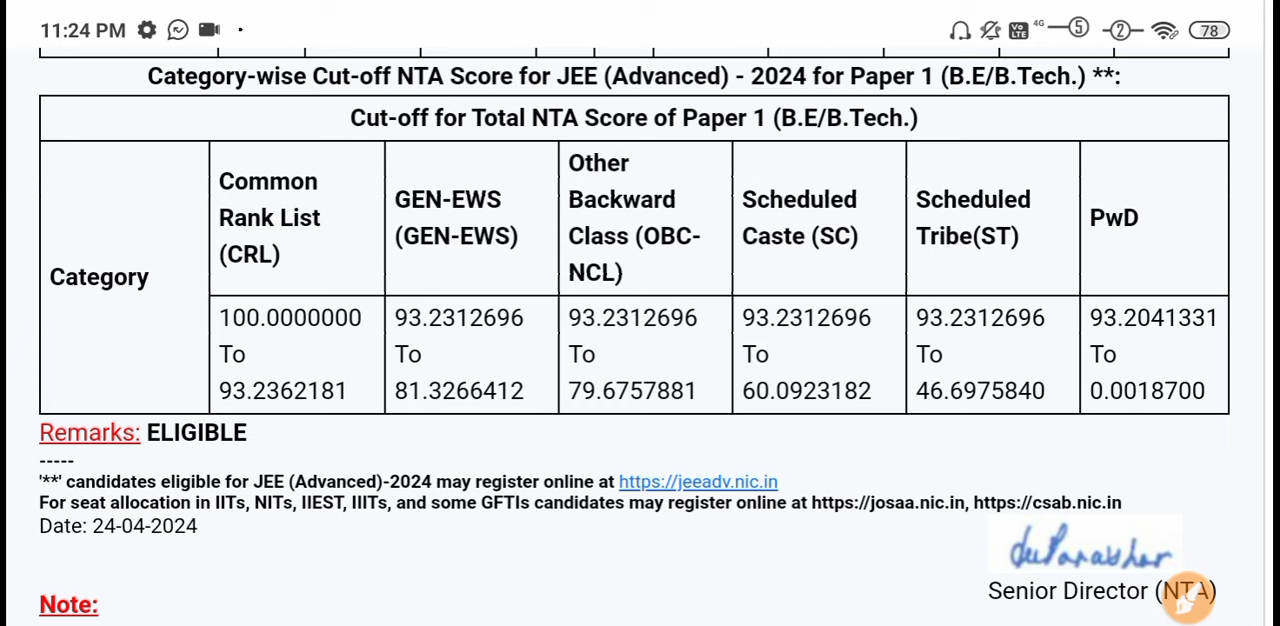 11:24 PM
4G 5 2 78
Vo LTE
Category-wise Cut-off NTA Score for JEE (Advanced) - 2024 for Paper 1 (B.E/B.Tech.) **:
Cut-off for Total NTA Score of Paper 1 (B.E/B.Tech.)
Category
Common
Rank List
(CRL)
GEN-EWS
(GEN-EWS)
Other
Backward
Class (OBC-
NCL)
Scheduled
Caste (SC)
Scheduled
Tribe(ST)
PwD
100.0000000
To
93.2362181
93.2312696
To
81.3266412
93.2312696
To
79.6757881
93.2312696
To
60.0923182
93.2312696
To
46.6975840
93.2041331
To
0.0018700
Remarks: ELIGIBLE
-----
'**' candidates eligible for JEE (Advanced)-2024 may register online at https://jeeadv.nic.in
For seat allocation in IITs, NITs, IIEST, IIITs, and some GFTIs candidates may register online at https://josaa.nic.in, https://csab.nic.in
Date: 24-04-2024
Senior Director (NTA)
Note: